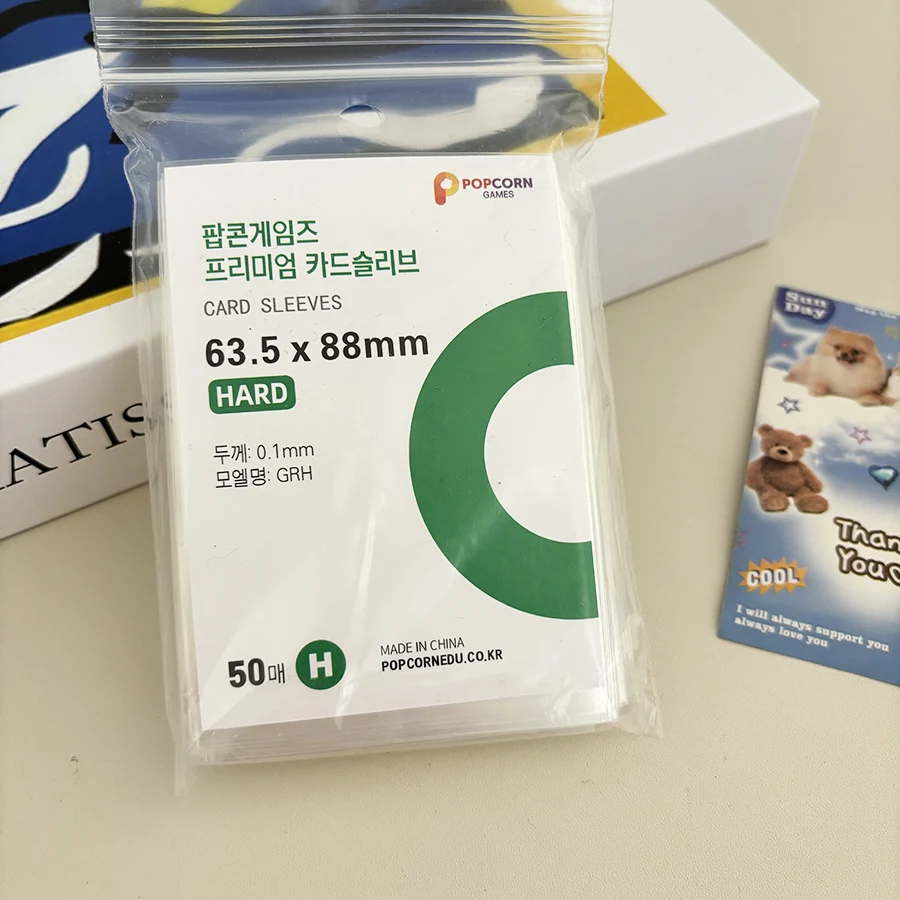 POPCORN
GAMES
팝콘게임즈
프리미엄 카드슬리브
CARD SLEEVES
63.5 x 88mm
HARD
두께: 0.1mm
모엘명: GRH
50매 H
MADE IN CHINA
POPCORNEDU.CO.KR
Sun
Day
COOL
Than
You
I will always support you
always love you